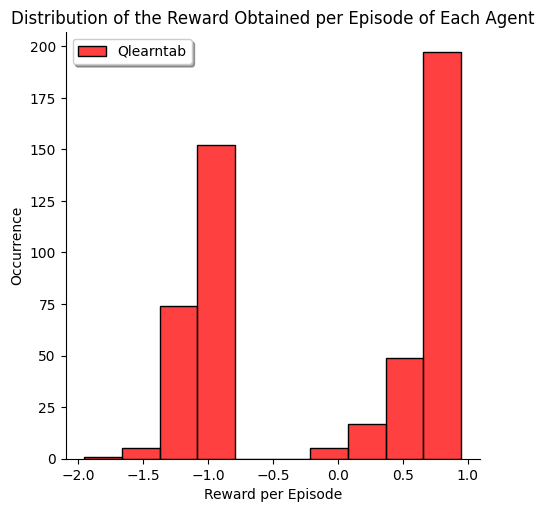 Distribution of the Reward Obtained per Episode of Each Agent
Qlearntab
200
175
150
125
100
75
50
25
0
Occurrence
−2.0 −1.5 −1.0 −0.5 0.0 0.5 1.0
Reward per Episode